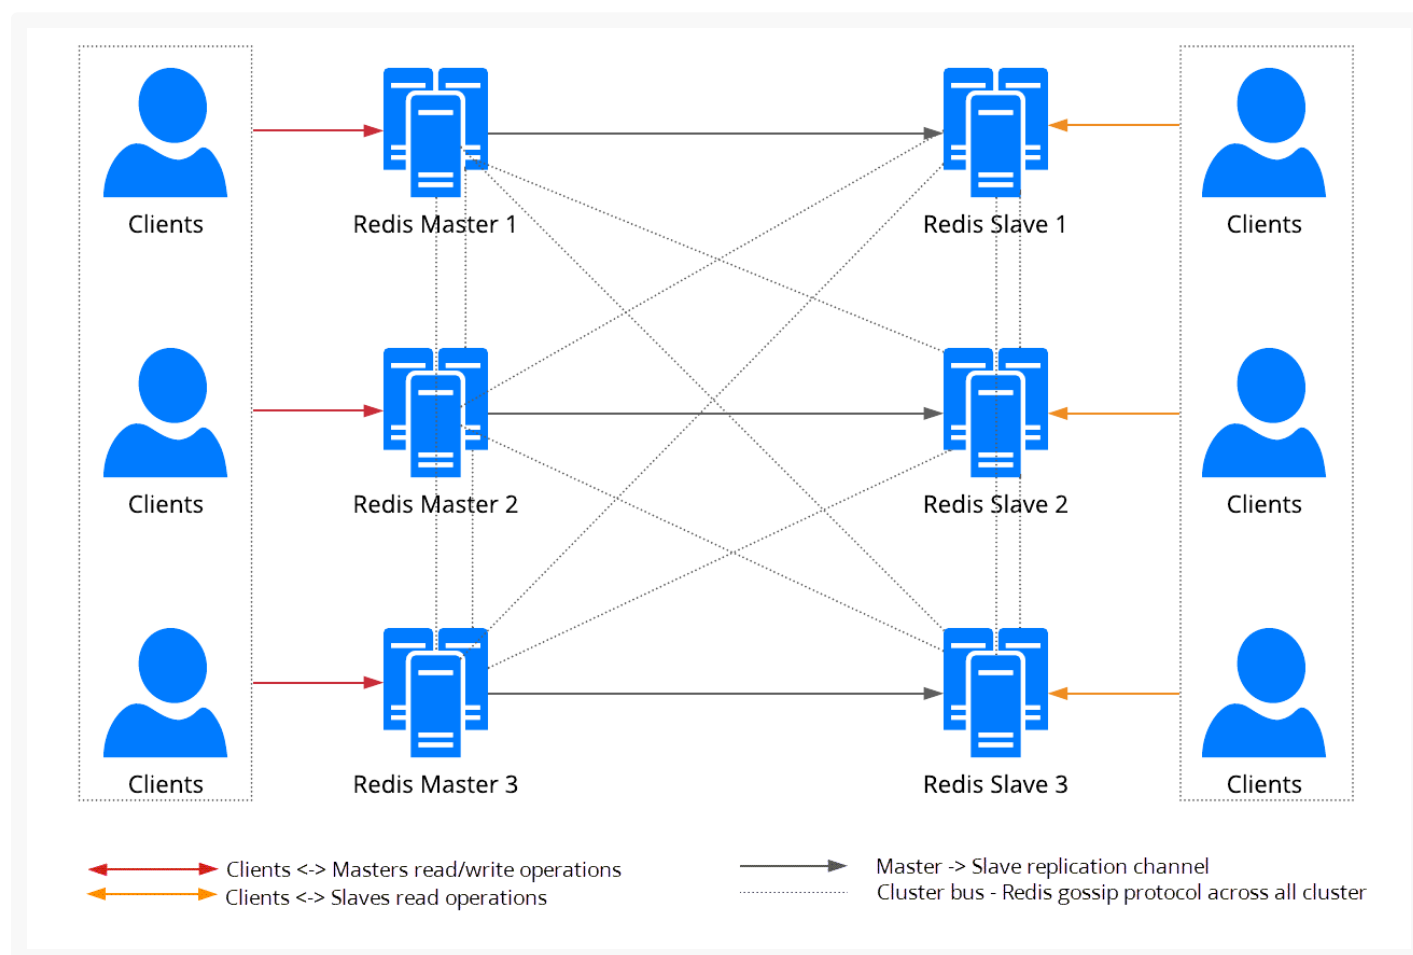 Clients
Redis Master 1
Redis Slave 1
Clients
Clients
Redis Master 2
Redis Slave 2
Clients
Clients
Redis Master 3
Redis Slave 3
Clients
Clients <-> Masters read/write operations
Clients <-> Slaves read operations
Master -> Slave replication channel
Cluster bus - Redis gossip protocol across all cluster